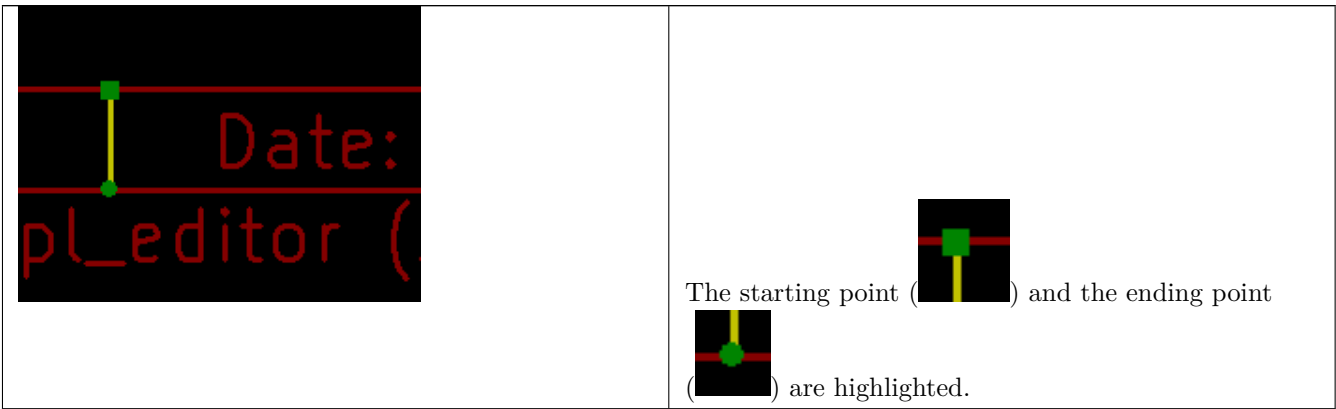 Date:
pl_editor (
The starting point ( ) and the ending point
( ) are highlighted.